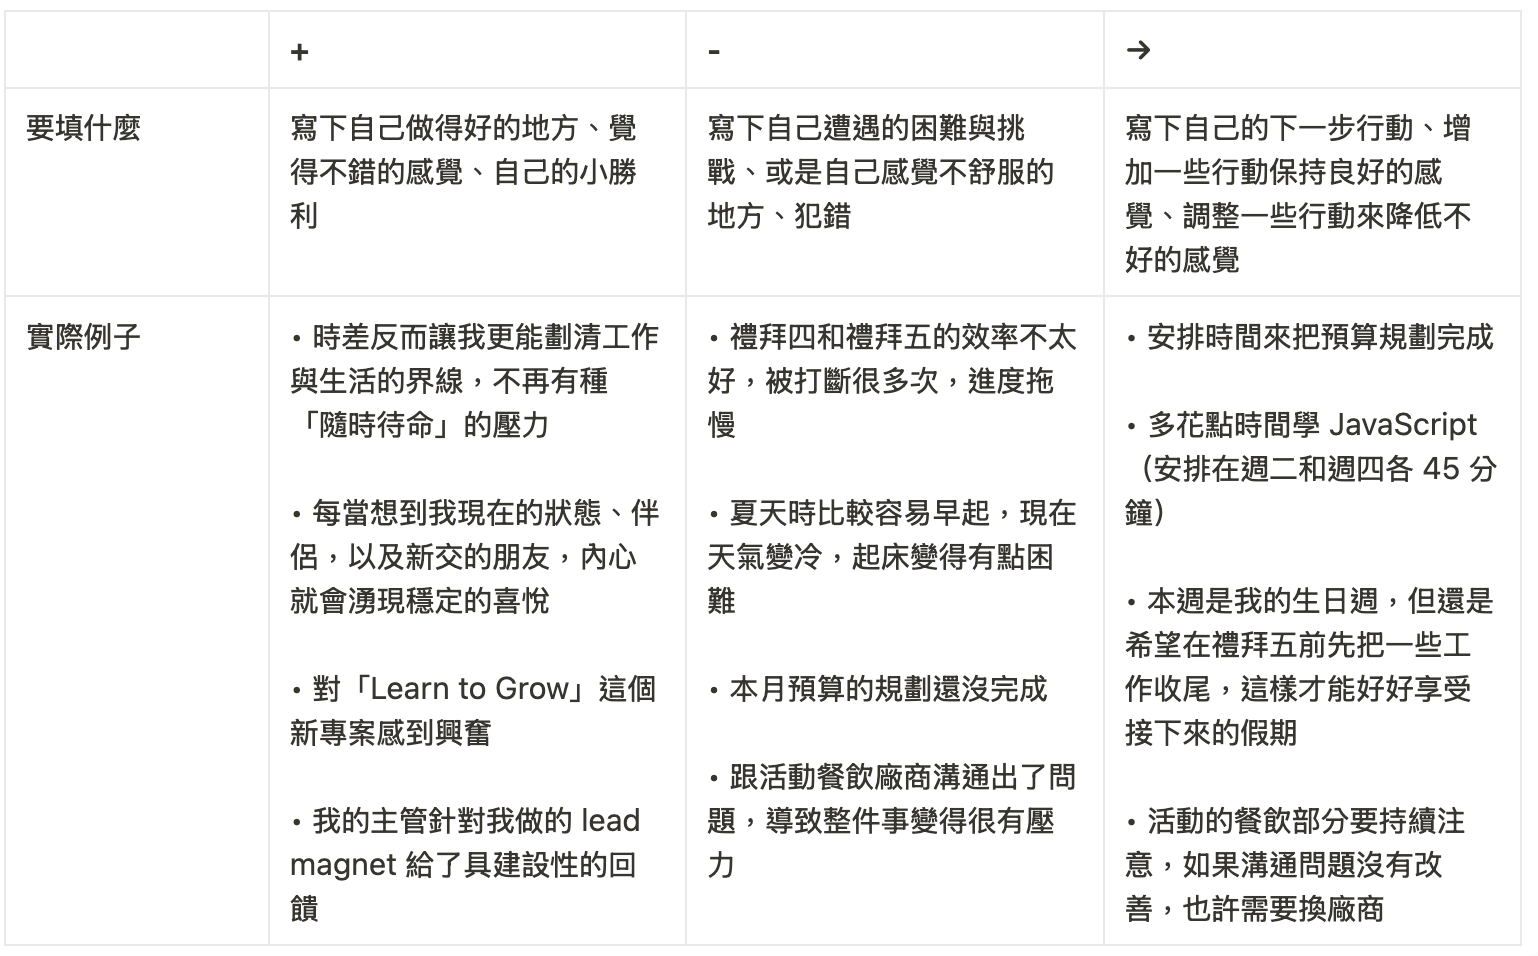 +
-
→
要填什麼
寫下自己做得好的地方、覺
得不錯的感覺、自己的小勝
利
寫下自己遭遇的困難與挑
戰、或是自己感覺不舒服的
地方、犯錯
寫下自己的下一步行動、增
加一些行動保持良好的感
覺、調整一些行動來降低不
好的感覺
實際例子
• 時差反而讓我更能劃清工作
與生活的界線，不再有種
「隨時待命」的壓力
• 每當想到我現在的狀態、伴
侶，以及新交的朋友，內心
就會湧現穩定的喜悅
• 對「Learn to Grow」這個
新專案感到興奮
• 我的主管針對我做的 lead
magnet 給了具建設性的回
饋
• 禮拜四和禮拜五的效率不太
好，被打斷很多次，進度拖
慢
• 夏天時比較容易早起，現在
天氣變冷，起床變得有點困
難
• 本月預算的規劃還沒完成
• 跟活動餐飲廠商溝通出了問
題，導致整件事變得很有壓
力
• 安排時間來把預算規劃完成
• 多花點時間學 JavaScript
（安排在週二和週四各 45 分
鐘）
• 本週是我的生日週，但還是
希望在禮拜五前先把一些工
作收尾，這樣才能好好享受
接下來的假期
• 活動的餐飲部分要持續注
意，如果溝通問題沒有改
善，也許需要換廠商